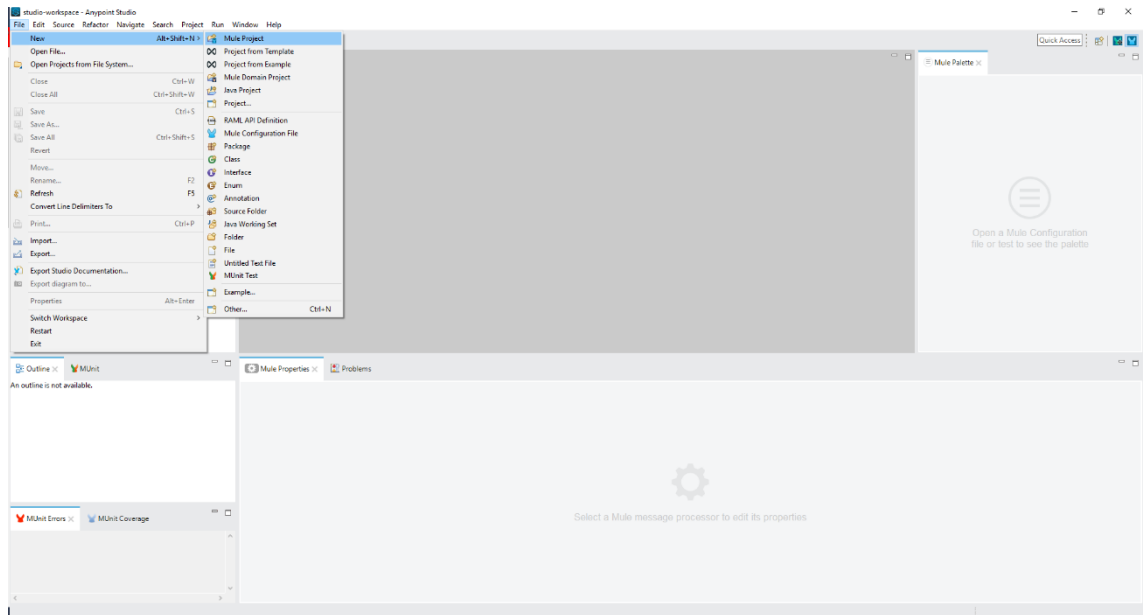 studio-workspace - Anypoint Studio
File Edit Source Refactor Navigate Search Project Run Window Help
Quick Access
New Alt+Shift+N >
Open File...
Open Projects from File System...
Close Ctrl+W
Close All Ctrl+Shift+W
Save Ctrl+S
Save As...
Save All Ctrl+Shift+S
Revert
Move...
Rename... F2
Refresh F5
Convert Line Delimiters To >
Print... Ctrl+P
Import...
Export...
Export Studio Documentation...
Export diagram to...
Properties Alt+Enter
Switch Workspace >
Restart
Exit
Mule Project
Project from Template
Project from Example
Mule Domain Project
Java Project
Project...
RAML API Definition
Mule Configuration File
Package
Class
Interface
Enum
Annotation
Source Folder
Java Working Set
Folder
File
Untitled Text File
MUnit Test
Example...
Other... Ctrl+N
Mule Palette
Open a Mule Configuration
file or test to see the palette
Outline MUnit
An outline is not available.
Mule Properties Problems
Select a Mule message processor to edit its properties
MUnit Errors MUnit Coverage